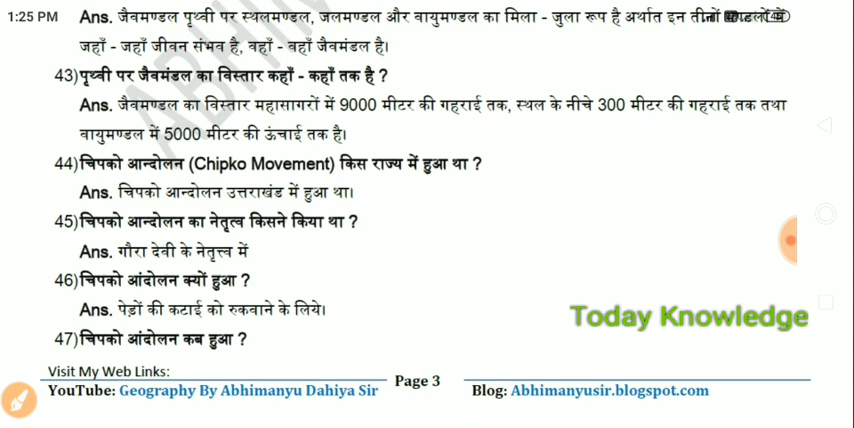 1:25 PM
Ans. जैवमण्डल पृथ्वी पर स्थलमण्डल, जलमण्डल और वायुमण्डल का मिला - जुला रूप है अर्थात इन तीनों
जहाँ - जहाँ जीवन संभव है, वहाँ - वहाँ जैवमंडल है।
43)पृथ्वी पर जैवमंडल का विस्तार कहाँ - कहाँ तक है ?
Ans. जैवमण्डल का विस्तार महासागरों में 9000 मीटर की गहराई तक, स्थल के नीचे 300 मीटर की गहराई तक तथा
वायुमण्डल में 5000 मीटर की ऊंचाई तक है।
44)चिपको आन्दोलन (Chipko Movement) किस राज्य में हुआ था ?
Ans. चिपको आन्दोलन उत्तराखंड में हुआ था।
45)चिपको आन्दोलन का नेतृत्व किसने किया था ?
Ans. गौरा देवी के नेतृत्त्व में
46)चिपको आंदोलन क्यों हुआ ?
Ans. पेड़ों की कटाई को रुकवाने के लिये।
Today Knowledge
47)चिपको आंदोलन कब हुआ ?
Visit My Web Links:
YouTube: Geography By Abhimanyu Dahiya Sir
Page 3
Blog: Abhimanyusir.blogspot.com